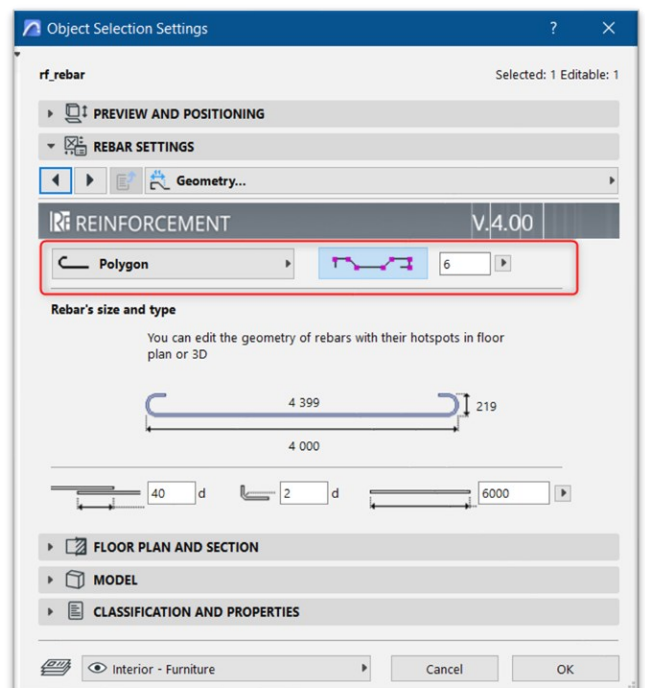 Object Selection Settings ?
rf_rebar Selected: 1 Editable: 1
PREVIEW AND POSITIONING
REBAR SETTINGS
Geometry...
RF REINFORCEMENT V.4.00
Polygon 6
Rebar's size and type
You can edit the geometry of rebars with their hotspots in floor
plan or 3D
4 399
219
4 000
40 d 2 d 6000
FLOOR PLAN AND SECTION
MODEL
CLASSIFICATION AND PROPERTIES
Interior - Furniture Cancel OK